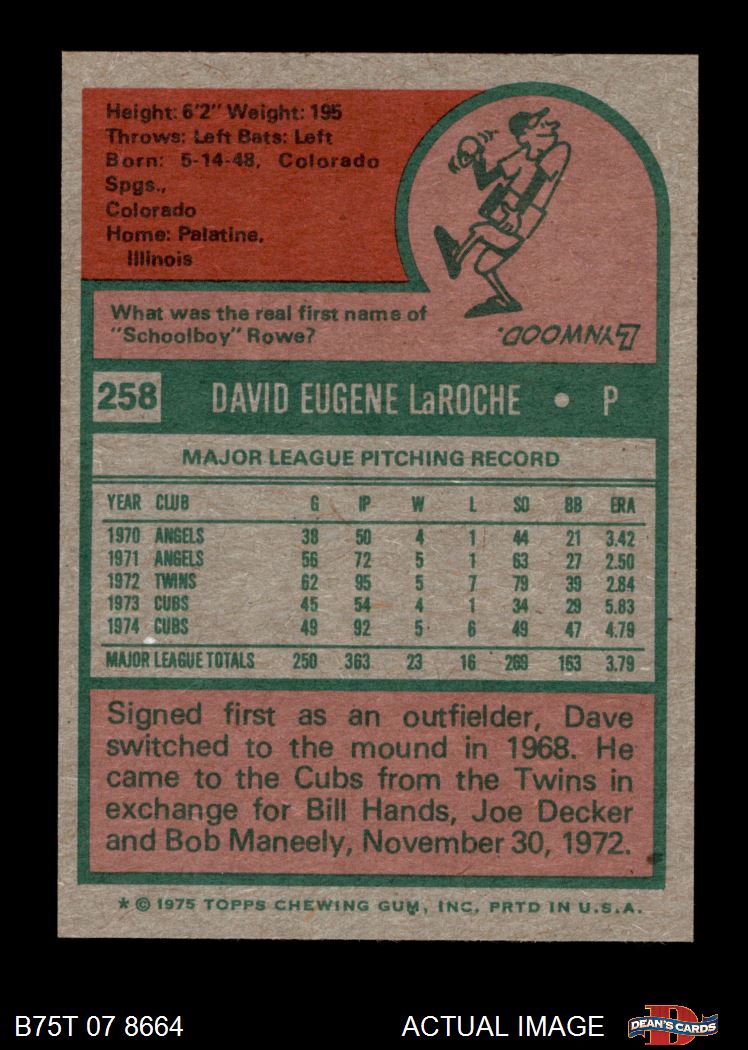 Height: 6'2" Weight: 195
Throws: Left Bats: Left
Born: 5-14-48, Colorado
Spgs.,
Colorado
Home: Palatine,
Illinois
What was the real first name of
"Schoolboy" Rowe?
LYNWOOD.
258 DAVID EUGENE LaROCHE • P
MAJOR LEAGUE PITCHING RECORD
YEAR CLUB G IP W L SO BB ERA
1970 ANGELS 38 50 4 1 44 21 3.42
1971 ANGELS 56 72 5 1 63 27 2.50
1972 TWINS 62 95 5 7 79 39 2.84
1973 CUBS 45 54 4 1 34 29 5.83
1974 CUBS 49 92 5 6 49 47 4.79
MAJOR LEAGUE TOTALS 250 363 23 16 269 163 3.79
Signed first as an outfielder, Dave
switched to the mound in 1968. He
came to the Cubs from the Twins in
exchange for Bill Hands, Joe Decker
and Bob Maneely, November 30, 1972.
* © 1975 TOPPS CHEWING GUM, INC. PRTD IN U.S.A.
B75T 07 8664 ACTUAL IMAGE DEAN'S CARDS